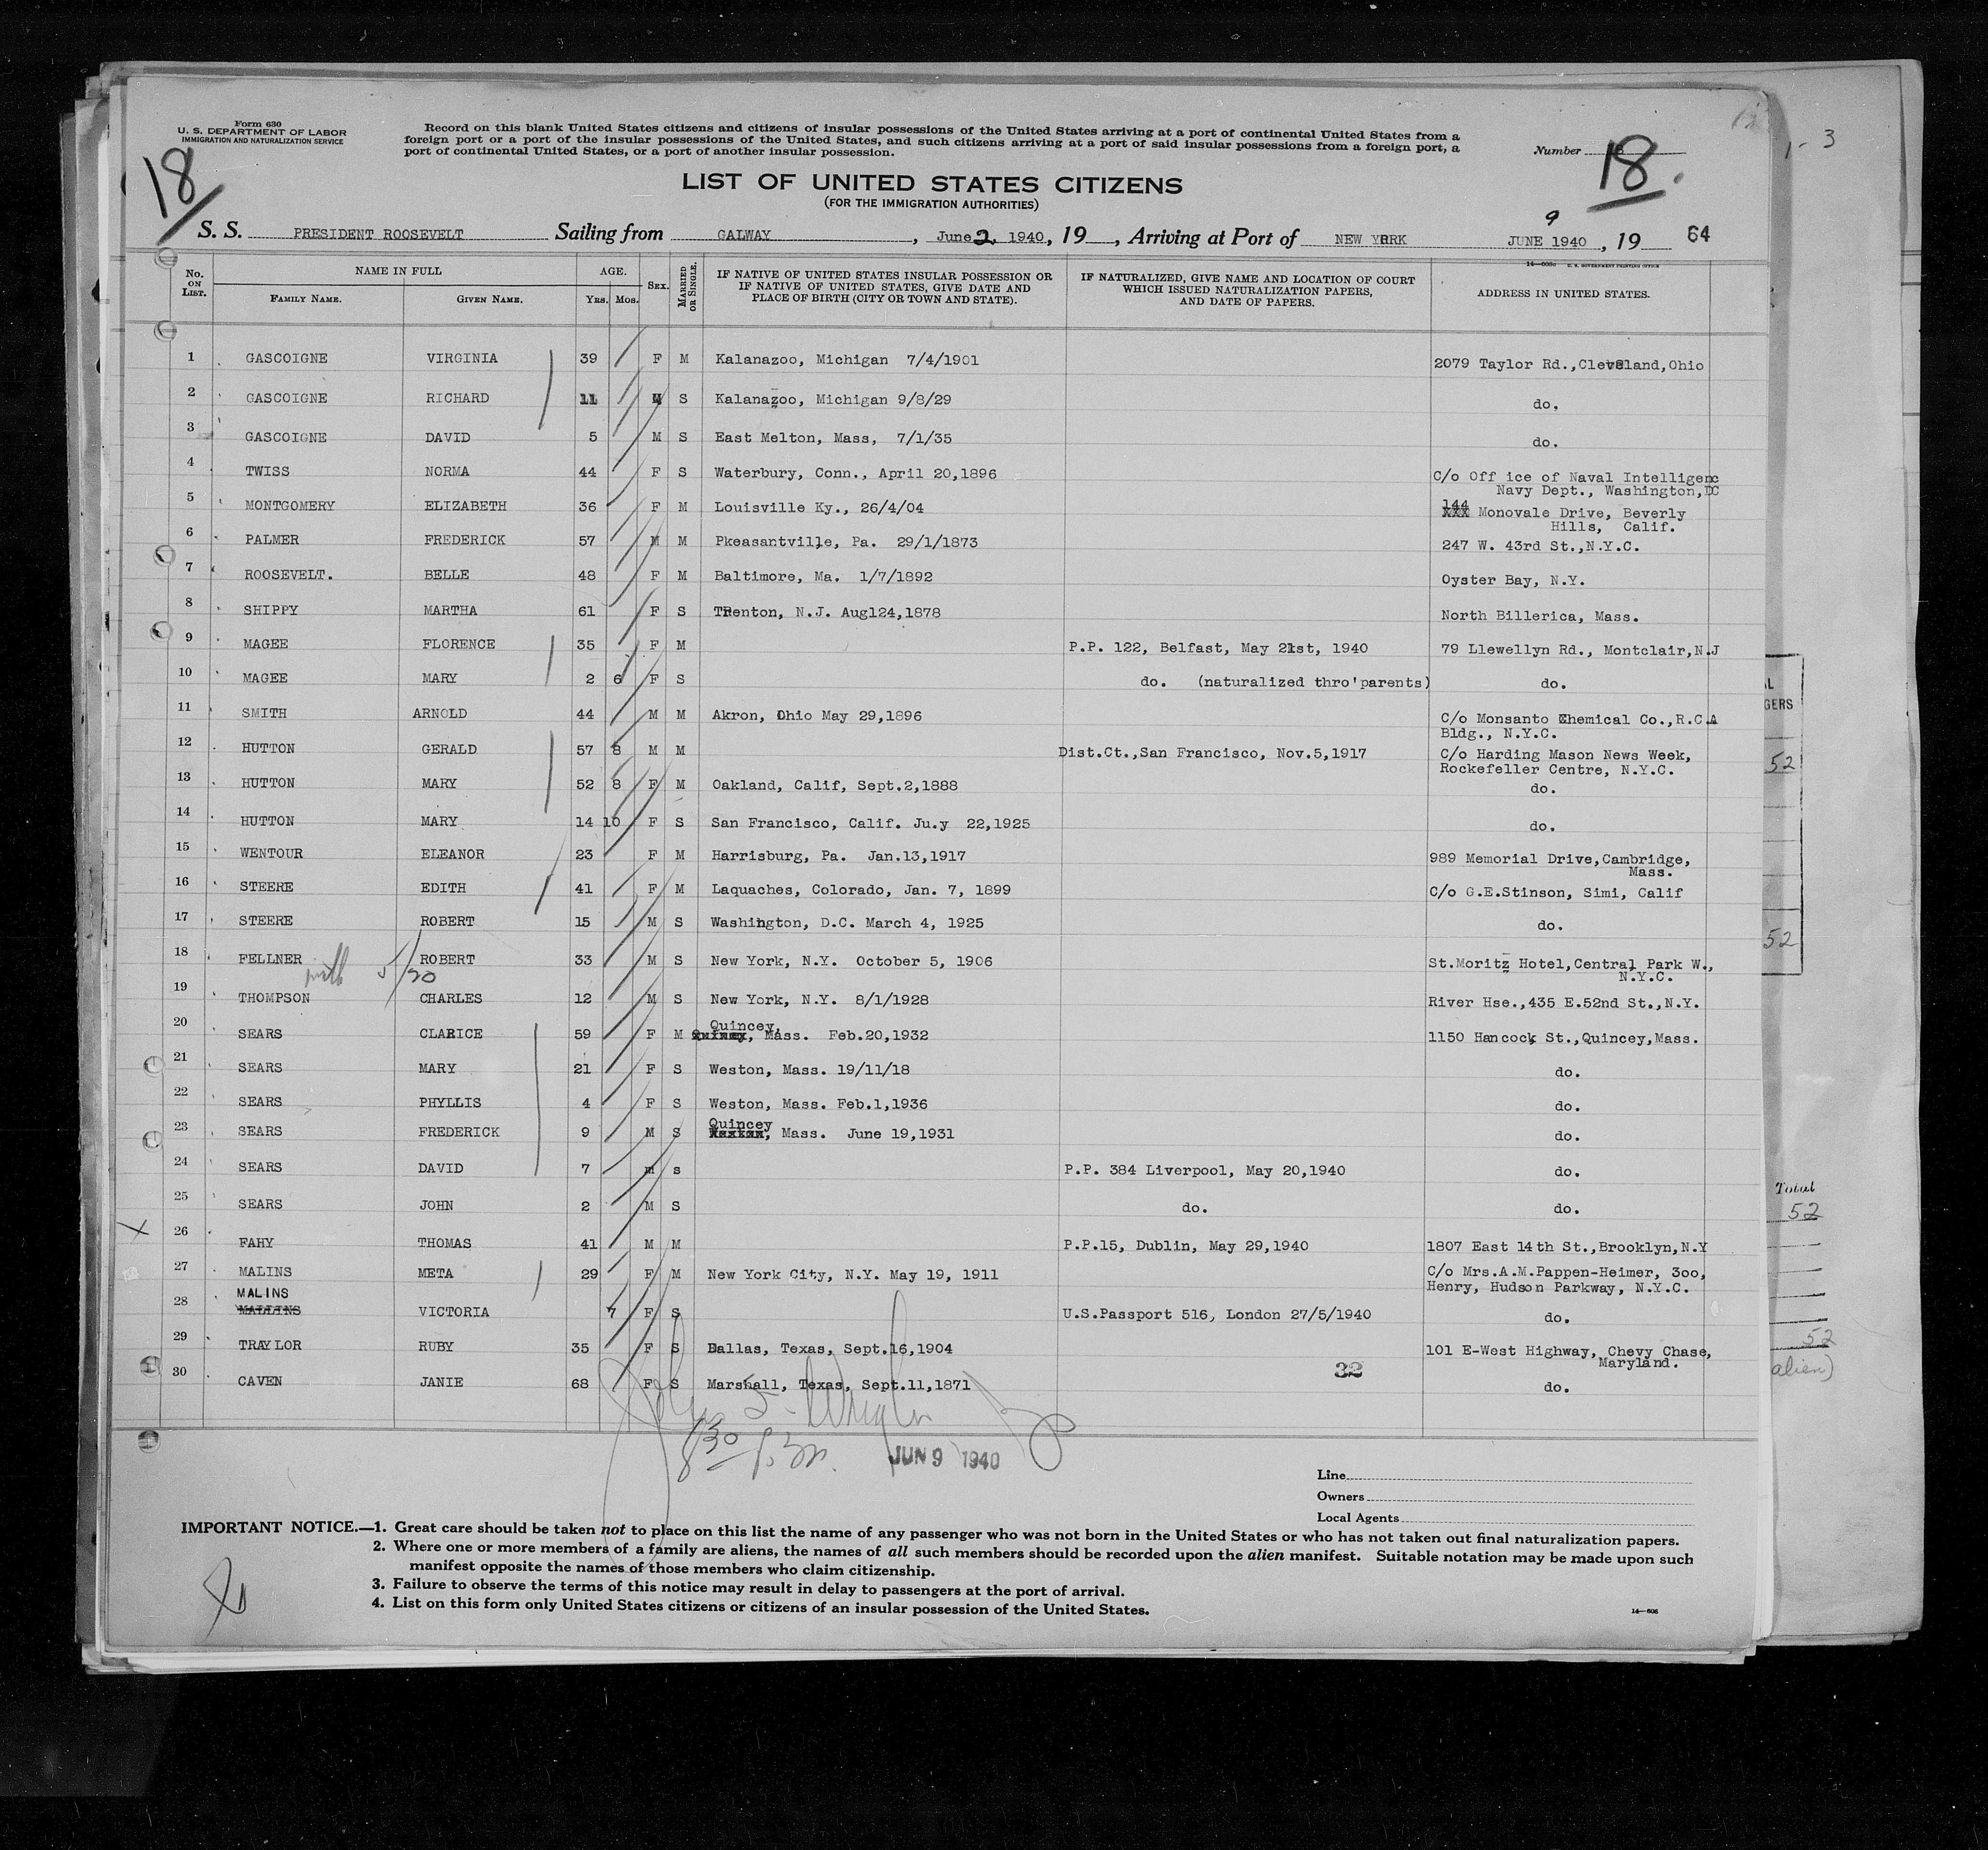 Form 630
U. S. DEPARTMENT OF LABOR
IMMIGRATION AND NATURALIZATION SERVICE
Record on this blank United States citizens and citizens of insular possessions of the United States arriving at a port of continental United States from a
foreign port or a port of the insular possessions of the United States, and such citizens arriving at a port of said insular possessions from a foreign port, a
port of continental United States, or a port of another insular possession.
Number 18
18
LIST OF UNITED STATES CITIZENS
(FOR THE IMMIGRATION AUTHORITIES)
S. S. PRESIDENT ROOSEVELT Sailing from GALWAY, June 2, 1940, 19 , Arriving at Port of NEW YORK 9 JUNE 1940, 19 64
No. ON LIST. NAME IN FULL FAMILY NAME. GIVEN NAME. AGE. Yrs. Mos. SEX. MARRIED OR SINGLE. IF NATIVE OF UNITED STATES INSULAR POSSESSION OR IF NATIVE OF UNITED STATES, GIVE DATE AND PLACE OF BIRTH (CITY OR TOWN AND STATE). IF NATURALIZED, GIVE NAME AND LOCATION OF COURT WHICH ISSUED NATURALIZATION PAPERS, AND DATE OF PAPERS. ADDRESS IN UNITED STATES.
1 GASCOIGNE VIRGINIA 39 F M Kalanazoo, Michigan 7/4/1901 2079 Taylor Rd.,Cleveland,Ohio
2 GASCOIGNE RICHARD 11 M S Kalanazoo, Michigan 9/8/29 do.
3 GASCOIGNE DAVID 5 M S East Melton, Mass, 7/1/35 do.
4 TWISS NORMA 44 F S Waterbury, Conn., April 20,1896 C/o Off ice of Naval Intelligenc
Navy Dept., Washington,DC
5 MONTGOMERY ELIZABETH 36 F M Louisville Ky., 26/4/04 144 Monovale Drive, Beverly
Hills, Calif.
6 PALMER FREDERICK 57 M M Pkeasantville, Pa. 29/1/1873 247 W. 43rd St.,N.Y.C.
7 ROOSEVELT. BELLE 48 F M Baltimore, Ma. 1/7/1892 Oyster Bay, N.Y.
8 SHIPPY MARTHA 61 F S Trenton, N.J. Augl24,1878 North Billerica, Mass.
9 MAGEE FLORENCE 35 F M P.P. 122, Belfast, May 21st, 1940 79 Llewellyn Rd., Montclair,N.J
10 MAGEE MARY 2 6 F S do. (naturalized thro'parents) do.
11 SMITH ARNOLD 44 M M Akron, Ohio May 29,1896 C/o Monsanto Chemical Co.,R.C.A
Bldg., N.Y.C.
12 HUTTON GERALD 57 8 M M Dist.Ct.,San Francisco, Nov.5,1917 C/o Harding Mason News Week,
Rockefeller Centre, N.Y.C.
13 HUTTON MARY 52 8 F M Oakland, Calif, Sept.2,1888 do.
14 HUTTON MARY 14 10 F S San Francisco, Calif. Ju.y 22,1925 do.
15 WENTOUR ELEANOR 23 F M Harrisburg, Pa. Jan.13,1917 989 Memorial Drive,Cambridge,
Mass.
16 STEERE EDITH 41 F M Laquaches, Colorado, Jan. 7, 1899 C/o G.E.Stinson, Simi, Calif
17 STEERE ROBERT 15 M S Washington, D.C. March 4, 1925 do.
18 FELLNER ROBERT 33 M S New York, N.Y. October 5, 1906 St.Moritz Hotel,Central Park W.,
N.Y.C.
with 5/20
19 THOMPSON CHARLES 12 M S New York, N.Y. 8/1/1928 River Hse.,435 E.52nd St.,N.Y.
20 SEARS CLARICE 59 F M Quincey, Mass. Feb.20,1932 1150 Hancock St.,Quincey,Mass.
21 SEARS MARY 21 F S Weston, Mass. 19/11/18 do.
22 SEARS PHYLLIS 4 F S Weston, Mass. Feb.1,1936 do.
23 SEARS FREDERICK 9 M S Quincey, Mass. June 19,1931 do.
24 SEARS DAVID 7 m s P.P. 384 Liverpool, May 20,1940 do.
25 SEARS JOHN 2 M S do. do.
26 FAHY THOMAS 41 M M P.P.15, Dublin, May 29,1940 1807 East 14th St.,Brooklyn,N.Y
27 MALINS META 29 F M New York City, N.Y. May 19, 1911 C/o Mrs.A.M.Pappen-Heimer, 3oo,
Henry, Hudson Parkway, N.Y.C.
28 MALINS VICTORIA 7 F S U.S.Passport 516, London 27/5/1940 do.
29 TRAYLOR RUBY 35 F S Dallas, Texas, Sept.16,1904 101 E-West Highway, Chevy Chase,
Maryland.
30 CAVEN JANIE 68 F S Marshall, Texas, Sept.11,1871 do.
32
JUN 9 1940
Line
Owners
Local Agents
IMPORTANT NOTICE.—1. Great care should be taken not to place on this list the name of any passenger who was not born in the United States or who has not taken out final naturalization papers.
2. Where one or more members of a family are aliens, the names of all such members should be recorded upon the alien manifest. Suitable notation may be made upon such
manifest opposite the names of those members who claim citizenship.
3. Failure to observe the terms of this notice may result in delay to passengers at the port of arrival.
4. List on this form only United States citizens or citizens of an insular possession of the United States.
14—606
GERS
52
52
Total
52
52
(alien)